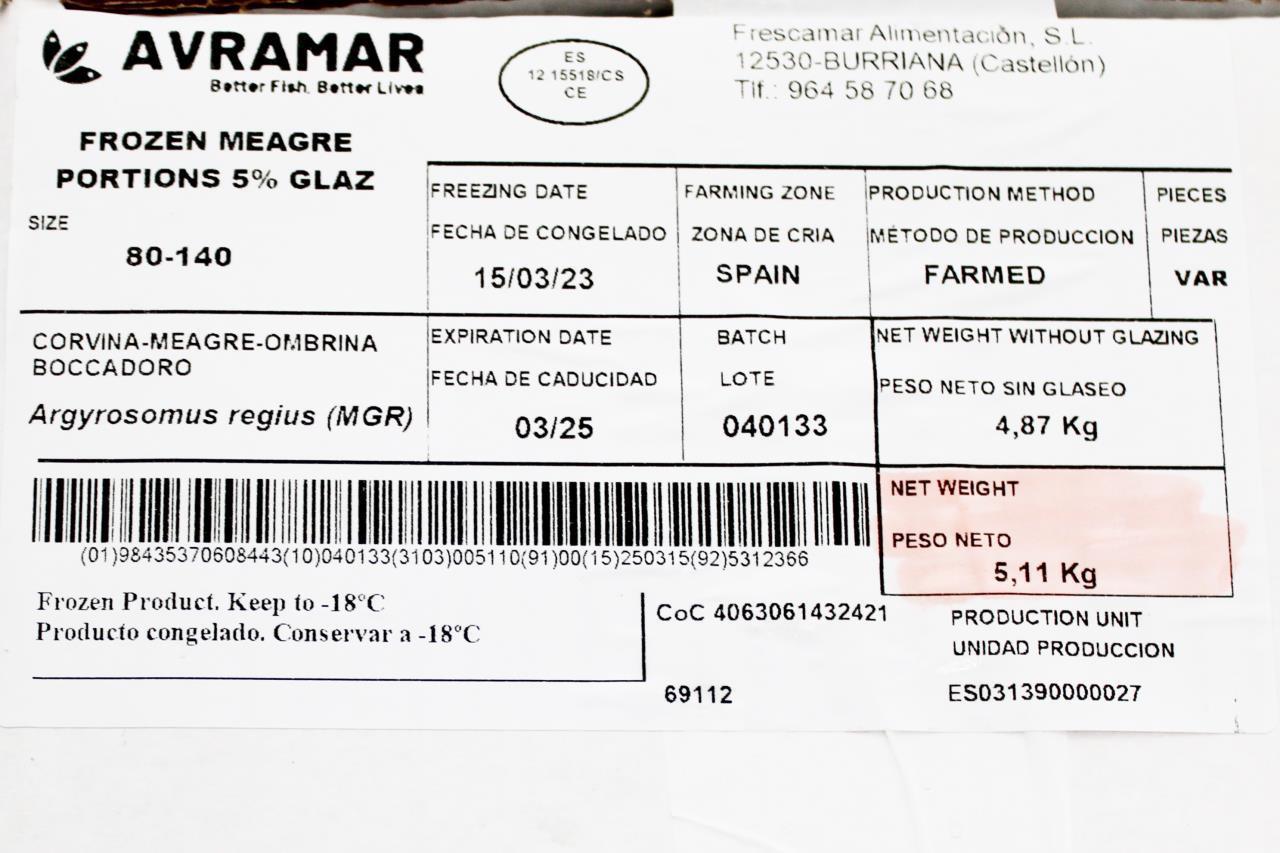 AVRAMAR
Better Fish, Better Lives
ES
12 15518/CS
CE
Frescamar Alimentación, S.L.
12530-BURRIANA (Castellón)
Tlf.: 964 58 70 68
FROZEN MEAGRE
PORTIONS 5% GLAZ
SIZE
80-140
FREEZING DATE
FECHA DE CONGELADO
15/03/23
FARMING ZONE
ZONA DE CRIA
SPAIN
PRODUCTION METHOD
MÉTODO DE PRODUCCION
FARMED
PIECES
PIEZAS
VAR
CORVINA-MEAGRE-OMBRINA
BOCCADORO
Argyrosomus regius (MGR)
EXPIRATION DATE
FECHA DE CADUCIDAD
03/25
BATCH
LOTE
040133
NET WEIGHT WITHOUT GLAZING
PESO NETO SIN GLASEO
4,87 Kg
NET WEIGHT
PESO NETO
5,11 Kg
(01)98435370608443(10)040133(3103)005110(91)00(15)250315(92)5312366
Frozen Product. Keep to -18ºC
Producto congelado. Conservar a -18ºC
CoC 4063061432421
69112
PRODUCTION UNIT
UNIDAD PRODUCCION
ES031390000027